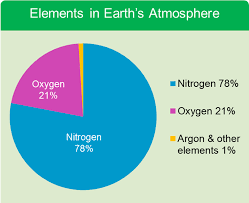 Elements in Earth's Atmosphere
Oxygen
21%
Nitrogen
78%
Nitrogen 78%
Oxygen 21%
Argon & other
elements 1%